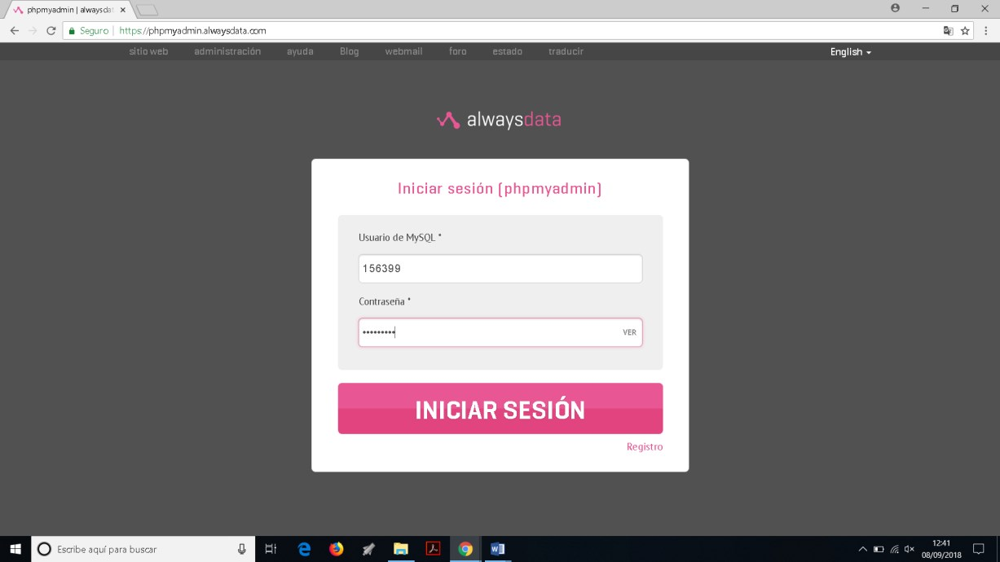 phpmyadmin | alwaysdat
Seguro | https://phpmyadmin.alwaysdata.com
sitio web administración ayuda Blog webmail foro estado traducir English
alwaysdata
Iniciar sesión (phpmyadmin)
Usuario de MySQL *
156399
Contraseña *
••••••••• VER
INICIAR SESIÓN
Registro
Escribe aquí para buscar
12:41
08/09/2018